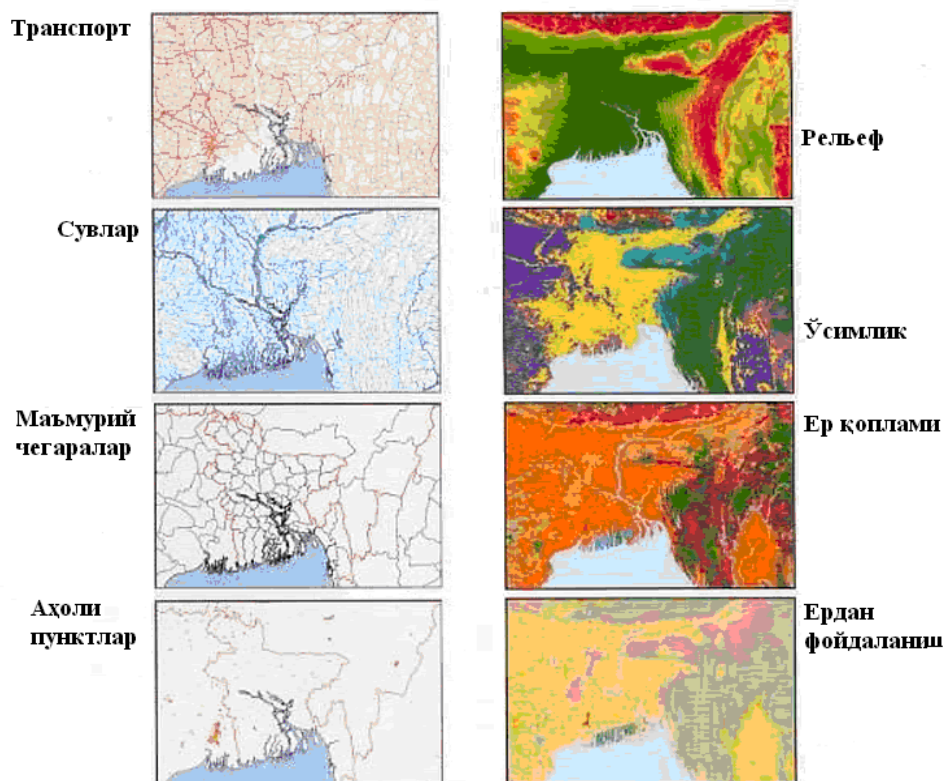 Транспорт
Рельеф
Сувлар
Ўсимлик
Маъмурий
чегаралар
Ер қоплами
Аҳоли
пунктлар
Ердан
фойдаланиш